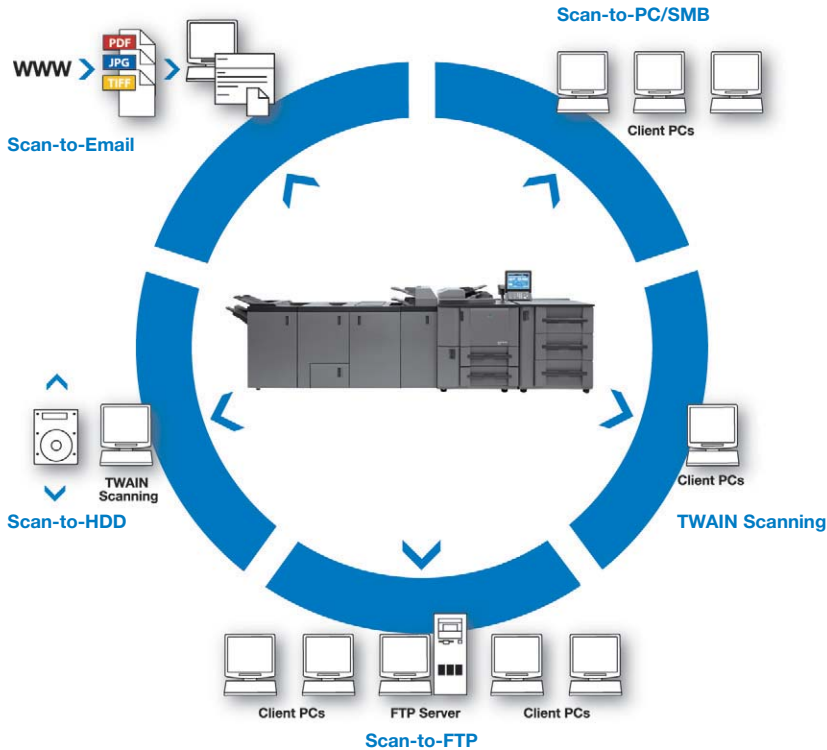 Scan-to-PC/SMB
WWW
PDF
JPG
TIFF
Client PCs
Scan-to-Email
TWAIN
Scanning
Scan-to-HDD
Client PCs
TWAIN Scanning
Client PCs
FTP Server
Client PCs
Scan-to-FTP